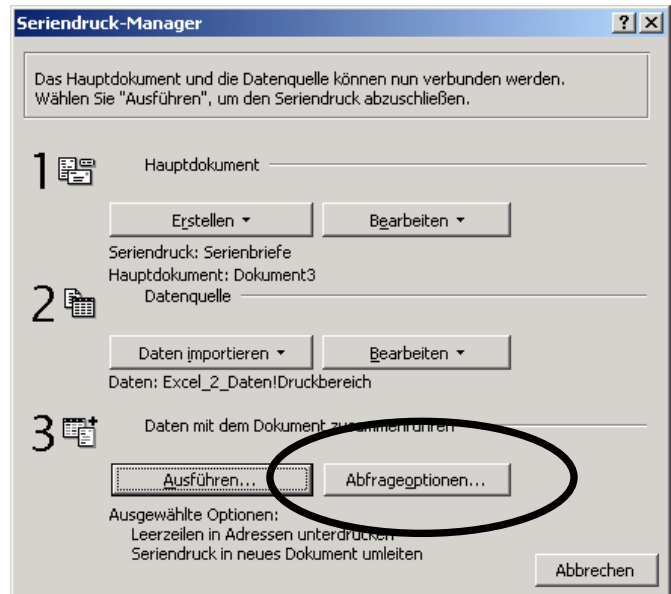 Seriendruck-Manager
Das Hauptdokument und die Datenquelle können nun verbunden werden.
Wählen Sie "Ausführen", um den Seriendruck abzuschließen.
1 Hauptdokument
Erstellen Bearbeiten
Seriendruck: Serienbriefe
Hauptdokument: Dokument3
2 Datenquelle
Daten importieren Bearbeiten
Daten: Excel_2_Daten!Druckbereich
3 Daten mit dem Dokument zusammenführen
Ausführen... Abfrageoptionen...
Ausgewählte Optionen:
Leerzeilen in Adressen unterdrücken
Seriendruck in neues Dokument umleiten
Abbrechen